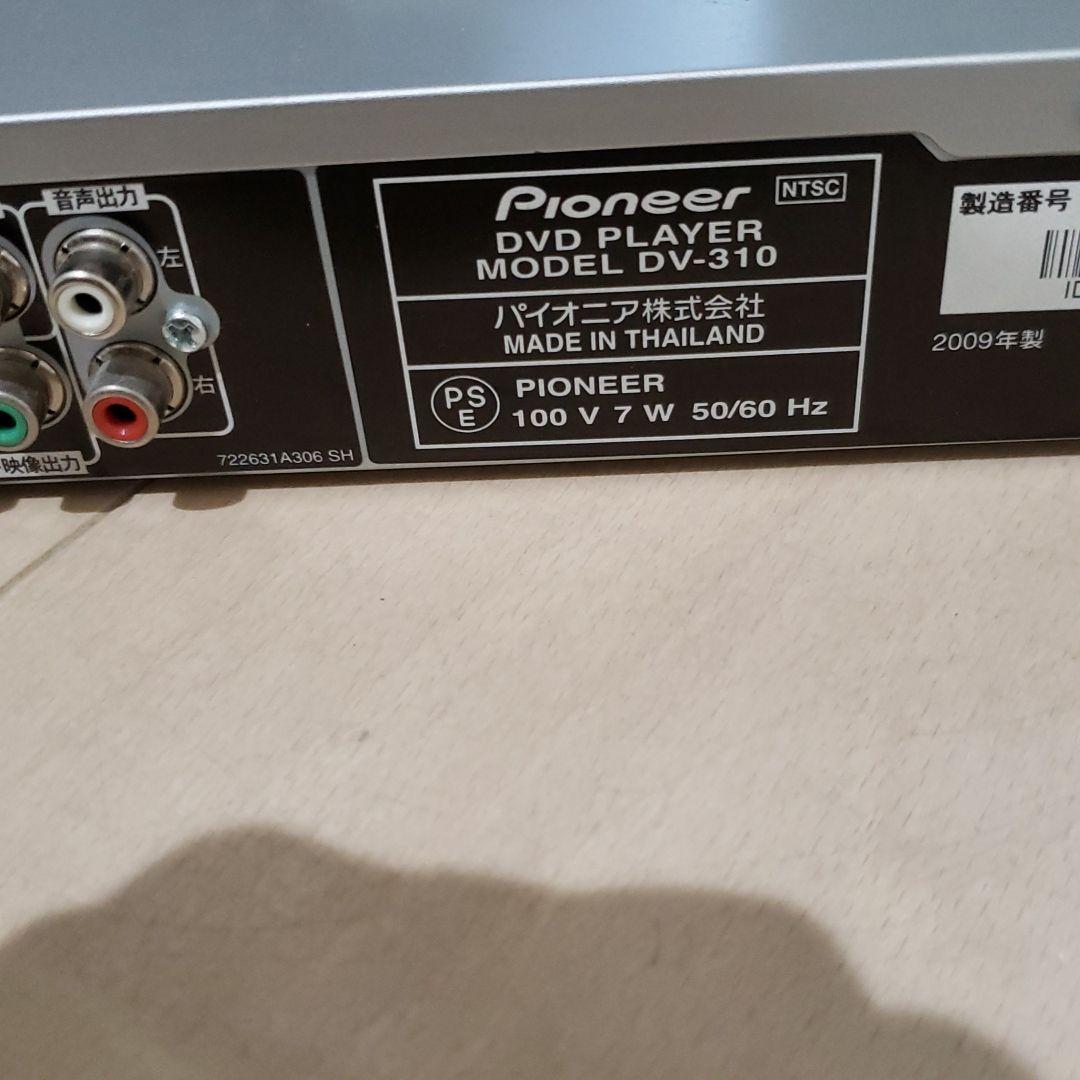 音声出力
左
右
映像出力
722631A306 SH
Pioneer
NTSC
DVD PLAYER
MODEL DV-310
パイオニア株式会社
MADE IN THAILAND
PS
E
PIONEER
100 V 7 W 50/60 Hz
製造番号
2009年製